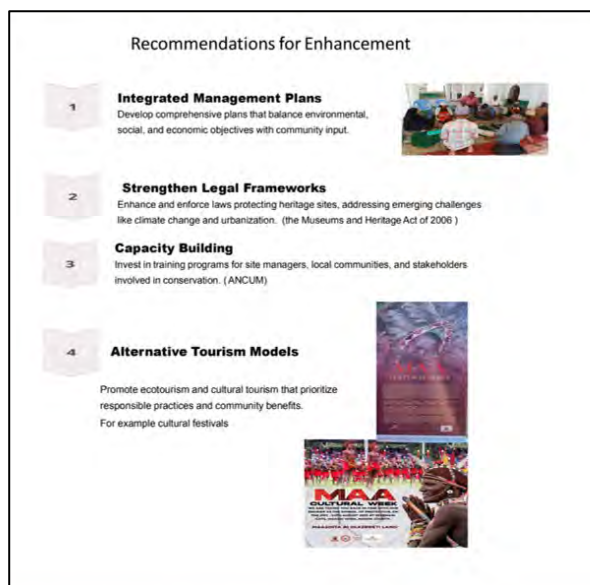 Recommendations for Enhancement
1
Integrated Management Plans
Develop comprehensive plans that balance environmental,
social, and economic objectives with community input.
2
Strengthen Legal Frameworks
Enhance and enforce laws protecting heritage sites, addressing emerging challenges
like climate change and urbanization. (the Museums and Heritage Act of 2006 )
3
Capacity Building
Invest in training programs for site managers, local communities, and stakeholders
involved in conservation. ( ANCUM)
4
Alternative Tourism Models
Promote ecotourism and cultural tourism that prioritize
responsible practices and community benefits.
For example cultural festivals
MAA
MAA
CULTURAL WEEK